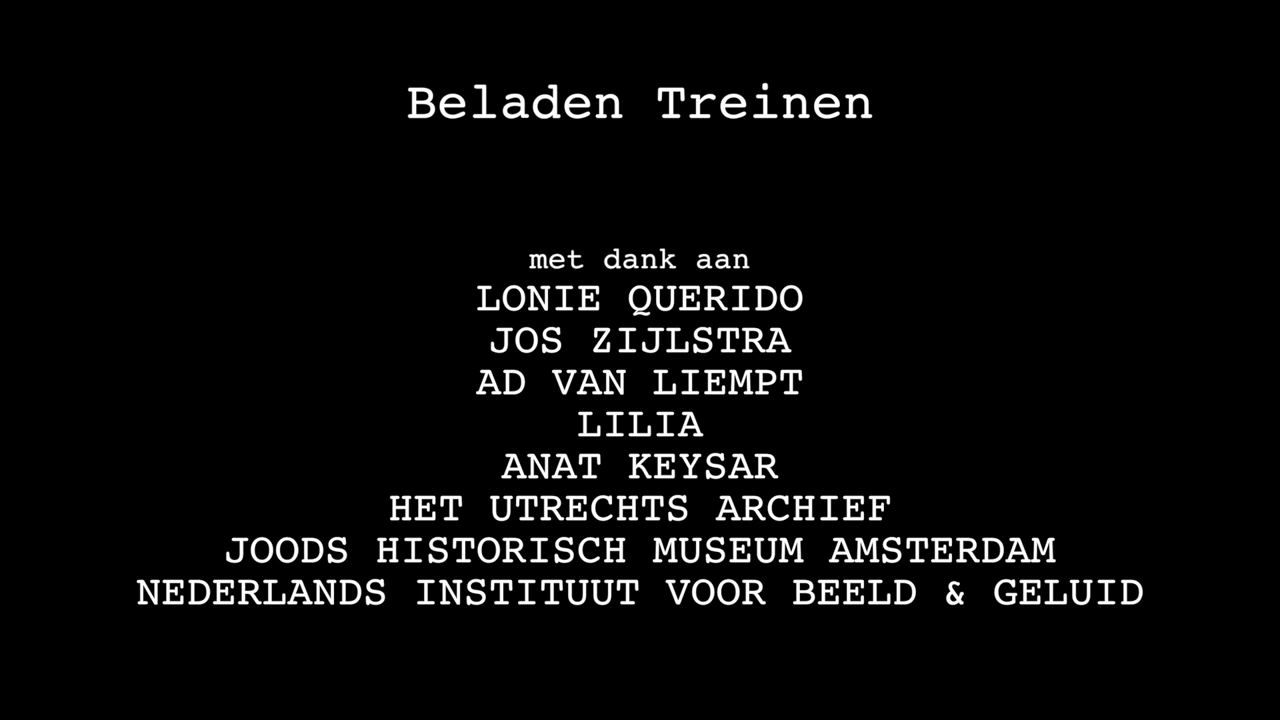 Beladen Treinen
met dank aan
LONIE QUERIDO
JOS ZIJLSTRA
AD VAN LIEMPT
LILIA
ANAT KEYSAR
HET UTRECHTS ARCHIEF
JOODS HISTORISCH MUSEUM AMSTERDAM
NEDERLANDS INSTITUUT VOOR BEELD & GELUID